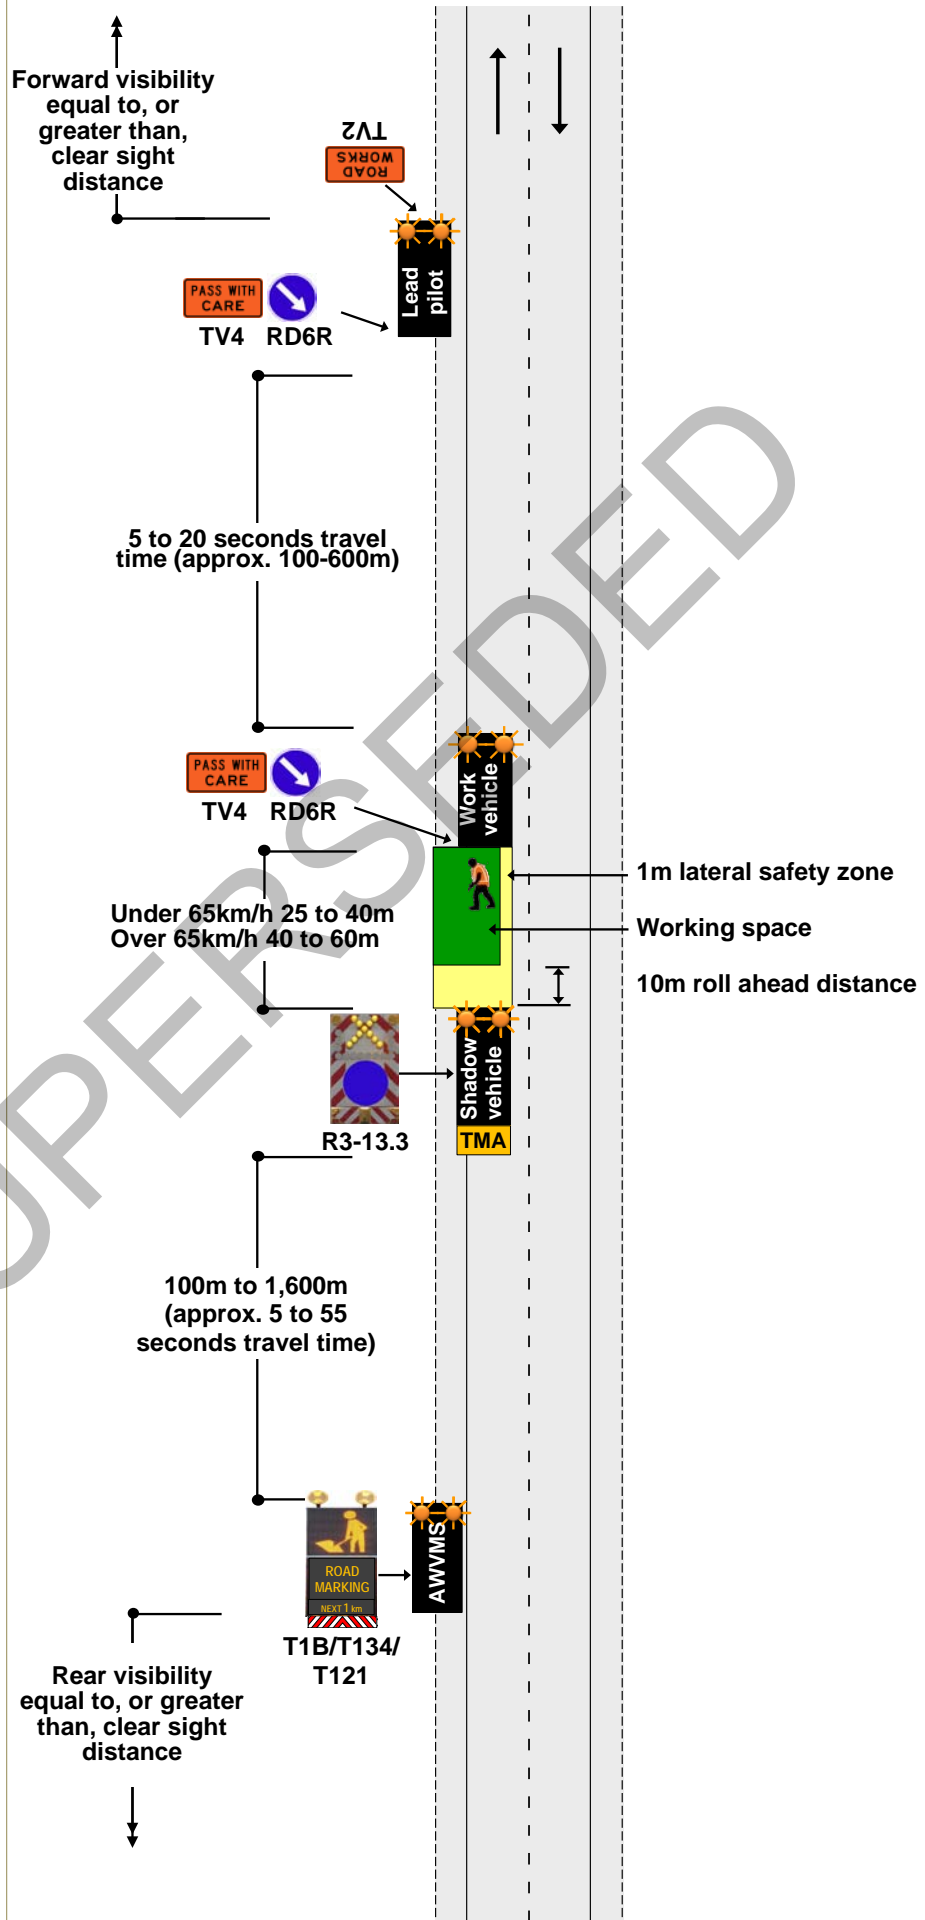 Forward visibility
equal to, or
greater than,
clear sight
distance
TV2
ROAD
WORKS
Lead
pilot
PASS WITH
CARE
TV4 RD6R
5 to 20 seconds travel
time (approx. 100-600m)
PASS WITH
CARE
TV4 RD6R
Work
vehicle
1m lateral safety zone
Under 65km/h 25 to 40m
Over 65km/h 40 to 60m
Working space
10m roll ahead distance
Shadow
vehicle
TMA
R3-13.3
100m to 1,600m
(approx. 5 to 55
seconds travel time)
ROAD
MARKING
NEXT 1 km
AWVMS
T1B/T134/
T121
Rear visibility
equal to, or greater
than, clear sight
distance
SUPERSEDED